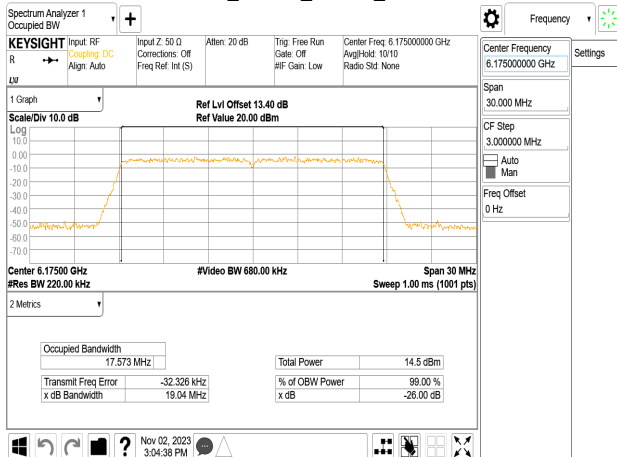 Spectrum Analyzer 1
Occupied BW
Frequency
KEYSIGHT
R
Input: RF
Coupling: DC
Align: Auto
Input Z: 50 Ω
Corrections: Off
Freq Ref: Int (S)
Atten: 20 dB
Trig: Free Run
Gate: Off
#IF Gain: Low
Center Freq: 6.175000000 GHz
Avg|Hold: 10/10
Radio Std: None
Center Frequency
6.175000000 GHz
Settings
Span
30.000 MHz
CF Step
3.000000 MHz
Auto
Man
Freq Offset
0 Hz
1 Graph
Scale/Div 10.0 dB
Ref Lvl Offset 13.40 dB
Ref Value 20.00 dBm
Log
10.0
0.00
-10.0
-20.0
-30.0
-40.0
-50.0
-60.0
-70.0
Center 6.17500 GHz
#Video BW 680.00 kHz
Span 30 MHz
#Res BW 220.00 kHz
Sweep 1.00 ms (1001 pts)
2 Metrics
Occupied Bandwidth
17.573 MHz
Total Power 14.5 dBm
Transmit Freq Error -32.326 kHz
% of OBW Power 99.00 %
x dB Bandwidth 19.04 MHz
x dB -26.00 dB
?
Nov 02, 2023
3:04:38 PM